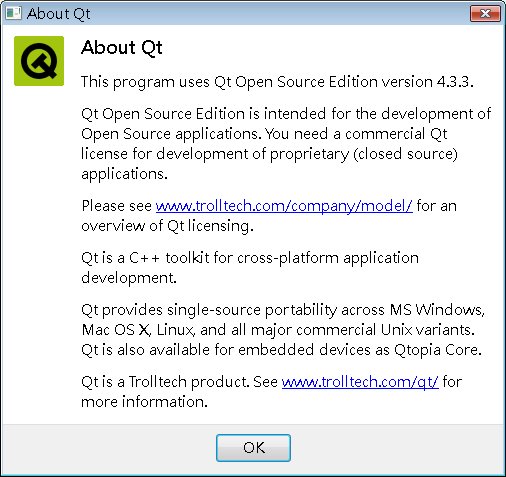 About Qt
About Qt
This program uses Qt Open Source Edition version 4.3.3.
Qt Open Source Edition is intended for the development of
Open Source applications. You need a commercial Qt
license for development of proprietary (closed source)
applications.
Please see www.trolltech.com/company/model/ for an
overview of Qt licensing.
Qt is a C++ toolkit for cross-platform application
development.
Qt provides single-source portability across MS Windows,
Mac OS X, Linux, and all major commercial Unix variants.
Qt is also available for embedded devices as Qtopia Core.
Qt is a Trolltech product. See www.trolltech.com/qt/ for
more information.
OK